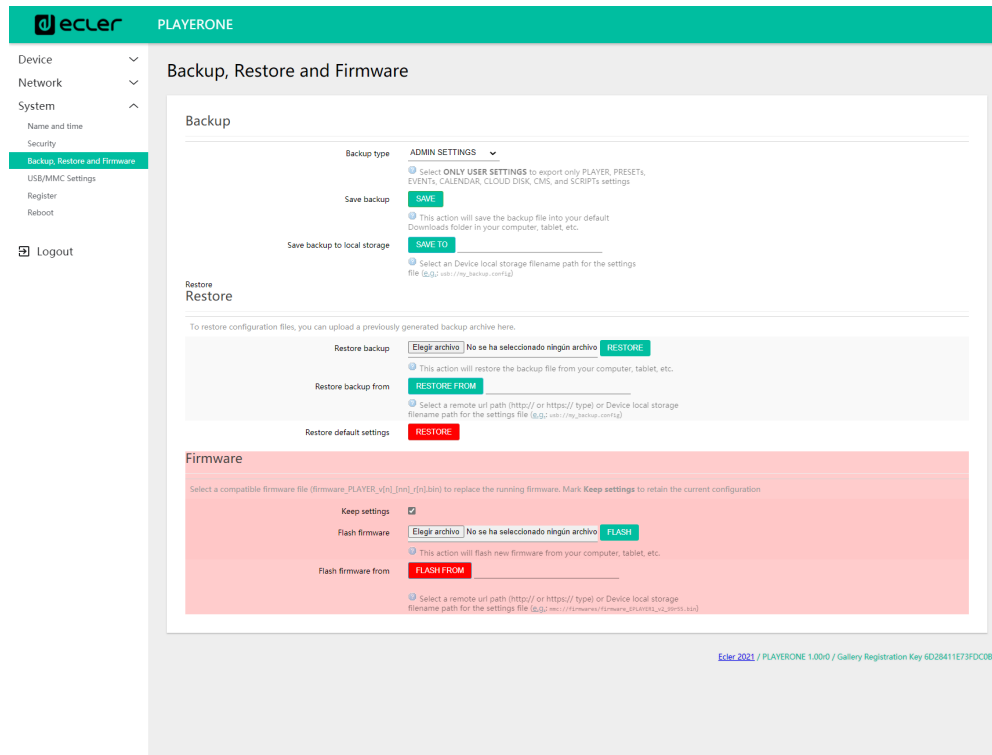 ecler
PLAYERONE
Device
Network
System
Name and time
Security
Backup, Restore and Firmware
USB/MMC Settings
Register
Reboot
Logout
Backup, Restore and Firmware
Backup
Backup type
ADMIN SETTINGS
Select ONLY USER SETTINGS to export only PLAYER, PRESETs,
EVENTs, CALENDAR, CLOUD DISK, CMS, and SCRIPTs settings
Save backup
SAVE
This action will save the backup file into your default
Downloads folder in your computer, tablet, etc.
Save backup to local storage
SAVE TO
Select an Device local storage filename path for the settings
file (e.g.: usb://my_backup.config)
Restore
Restore
To restore configuration files, you can upload a previously generated backup archive here.
Restore backup
Elegir archivo No se ha seleccionado ningún archivo RESTORE
This action will restore the backup file from your computer, tablet, etc.
Restore backup from
RESTORE FROM
Select a remote url path (http:// or https:// type) or Device local storage
filename path for the settings file (e.g.: usb://my_backup.config)
Restore default settings
RESTORE
Firmware
Select a compatible firmware file (firmware_PLAYER_v[n]_[nn]_r[n].bin) to replace the running firmware. Mark Keep settings to retain the current configuration
Keep settings
Flash firmware
Elegir archivo No se ha seleccionado ningún archivo FLASH
This action will flash new firmware from your computer, tablet, etc.
Flash firmware from
FLASH FROM
Select a remote url path (http:// or https:// type) or Device local storage
filename path for the settings file (e.g.:
Ecler 2021 / PLAYERONE 1.00r0 / Gallery Registration Key 6D28411E73FDC0B